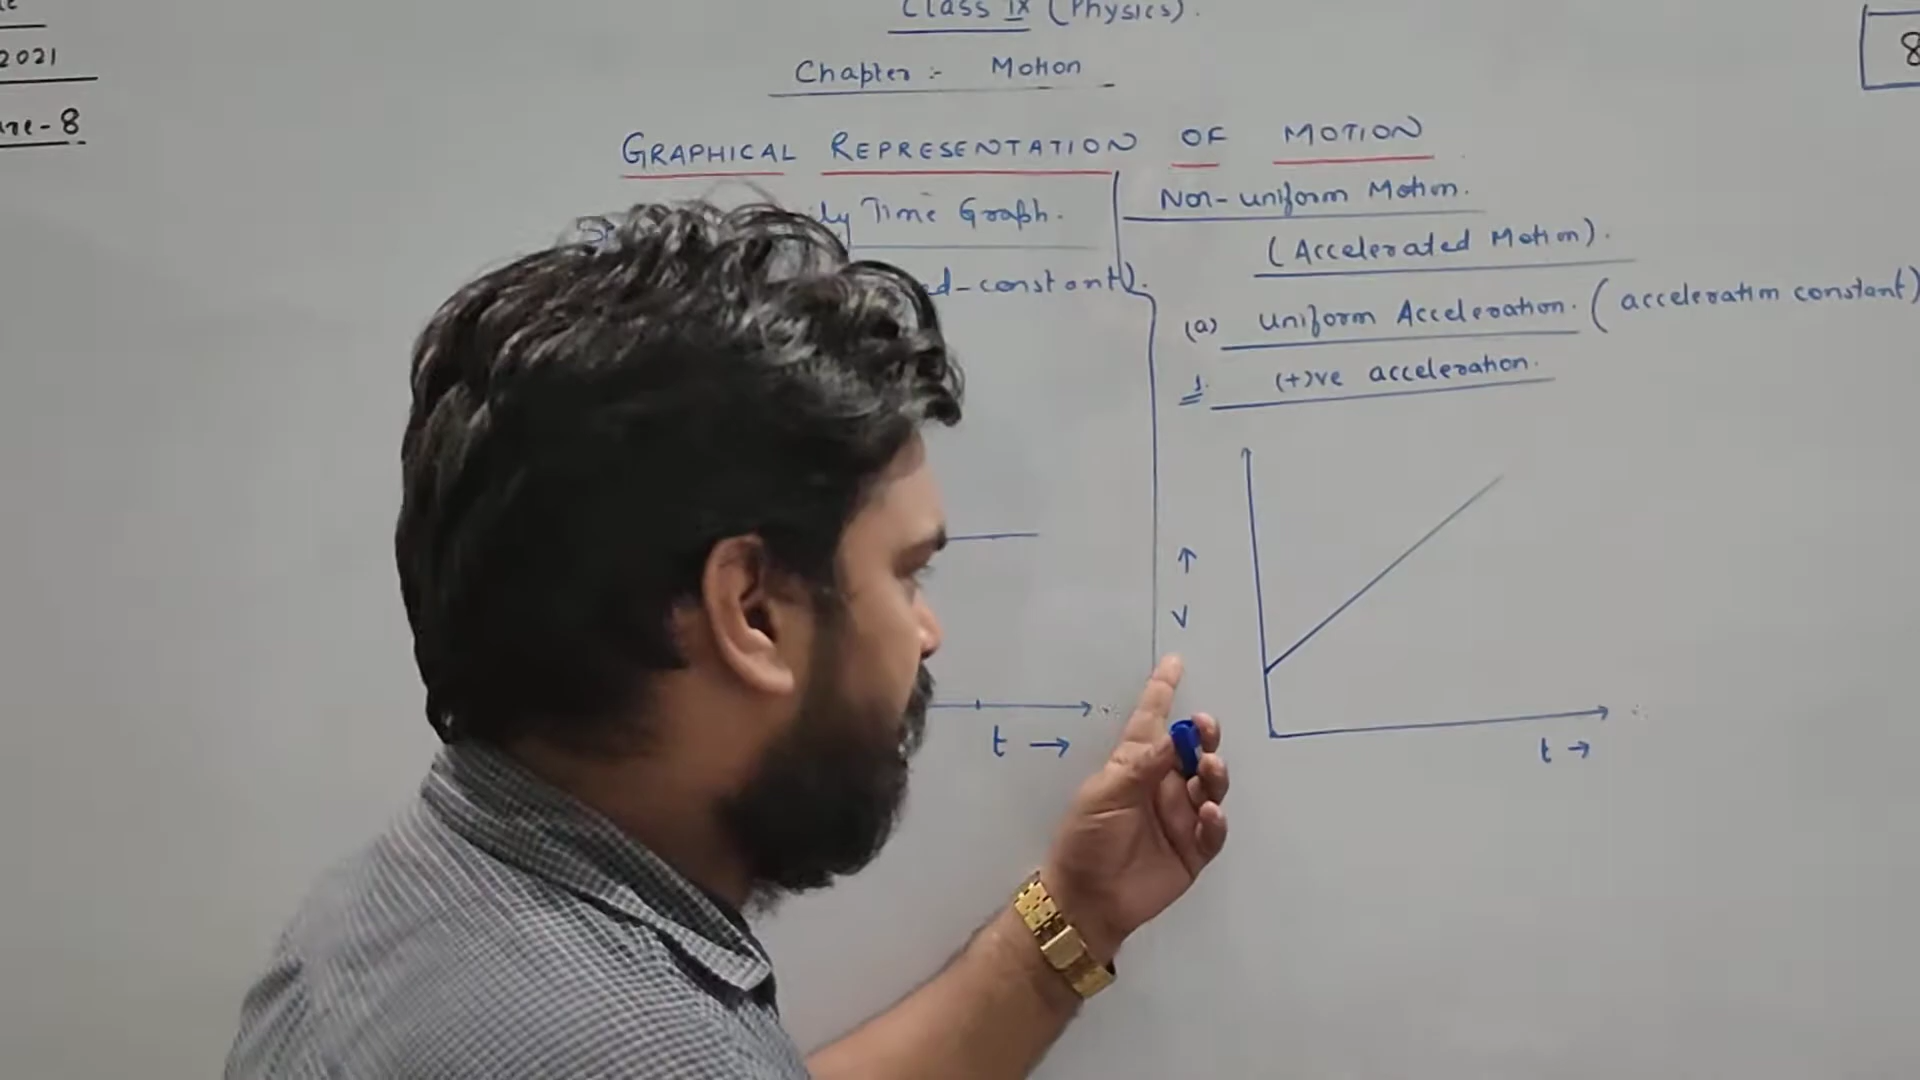 2021
-8
Class IX (Physics).
Chapter :- Motion
8
GRAPHICAL REPRESENTATION OF MOTION
Time Graph.
-constant).
t →
Non-uniform Motion.
(Accelerated Motion).
(a) uniform Acceleration. (acceleration constant)
1. (+)ve acceleration.
↑
V
t →